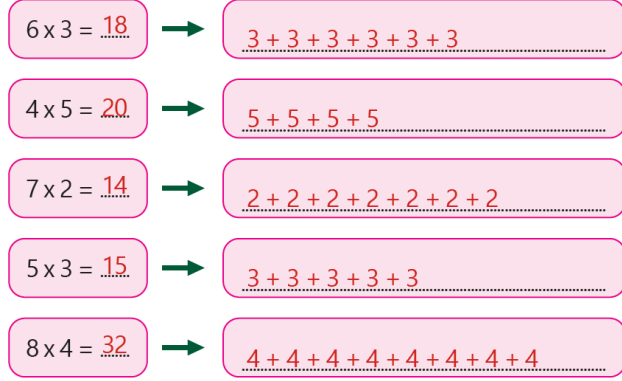 6 x 3 = 18 3 + 3 + 3 + 3 + 3 + 3
4 x 5 = 20 5 + 5 + 5 + 5
7 x 2 = 14 2 + 2 + 2 + 2 + 2 + 2 + 2
5 x 3 = 15 3 + 3 + 3 + 3 + 3
8 x 4 = 32 4 + 4 + 4 + 4 + 4 + 4 + 4 + 4